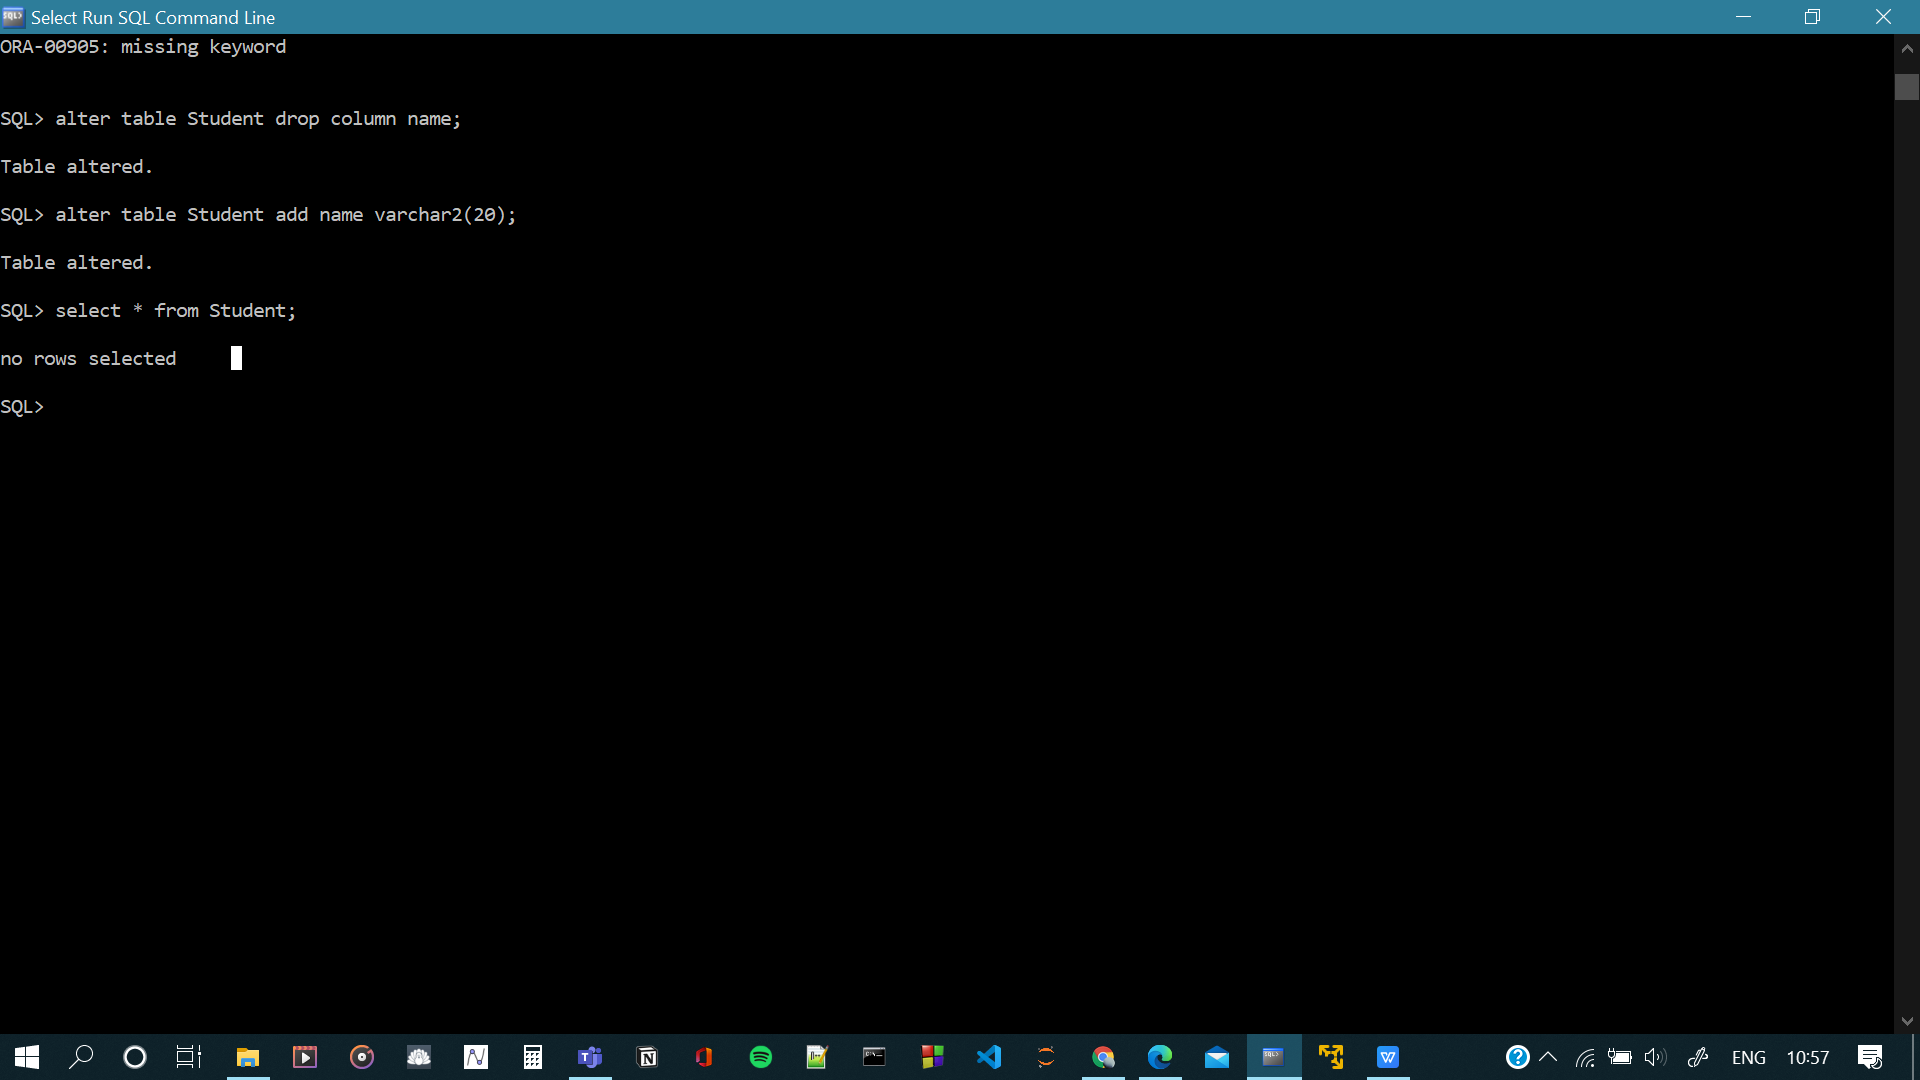 Select Run SQL Command Line
ORA-00905: missing keyword
SQL> alter table Student drop column name;
Table altered.
SQL> alter table Student add name varchar2(20);
Table altered.
SQL> select * from Student;
no rows selected
SQL>
ENG 10:57